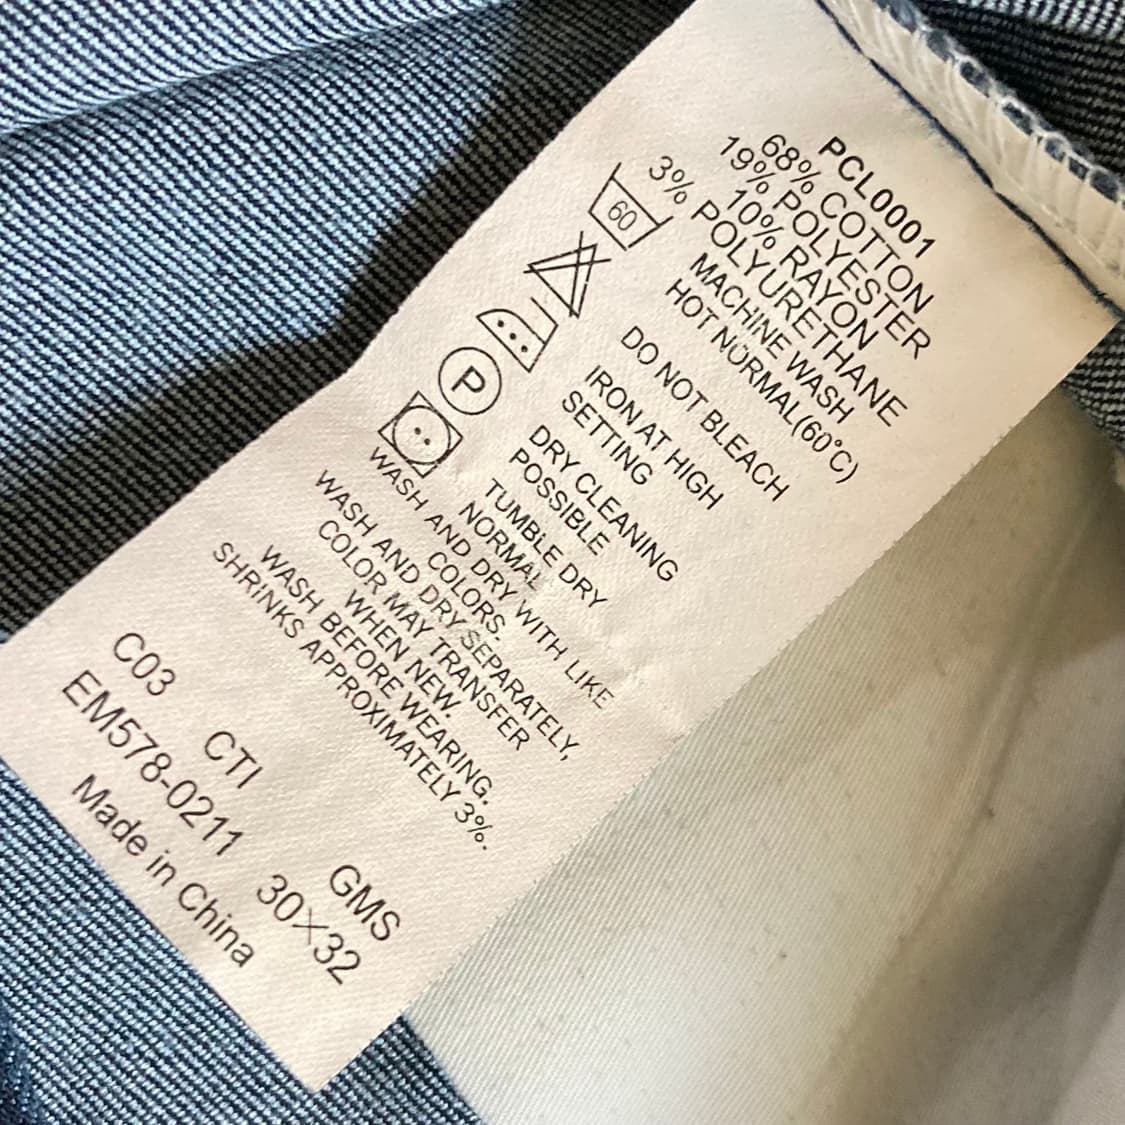 PCL0001
68% COTTON
19% POLYESTER
10% RAYON
3% POLYURETHANE
60
MACHINE WASH
HOT NORMAL(60°C)
DO NOT BLEACH
IRON AT HIGH
SETTING
P
DRY CLEANING
POSSIBLE
TUMBLE DRY
NORMAL
WASH AND DRY WITH LIKE
COLORS.
WASH AND DRY SEPARATELY,
COLOR MAY TRANSFER
WHEN NEW.
WASH BEFORE WEARING.
SHRINKS APPROXIMATELY 3%.
C03 CTI GMS
EM578-0211 30×32
Made in China